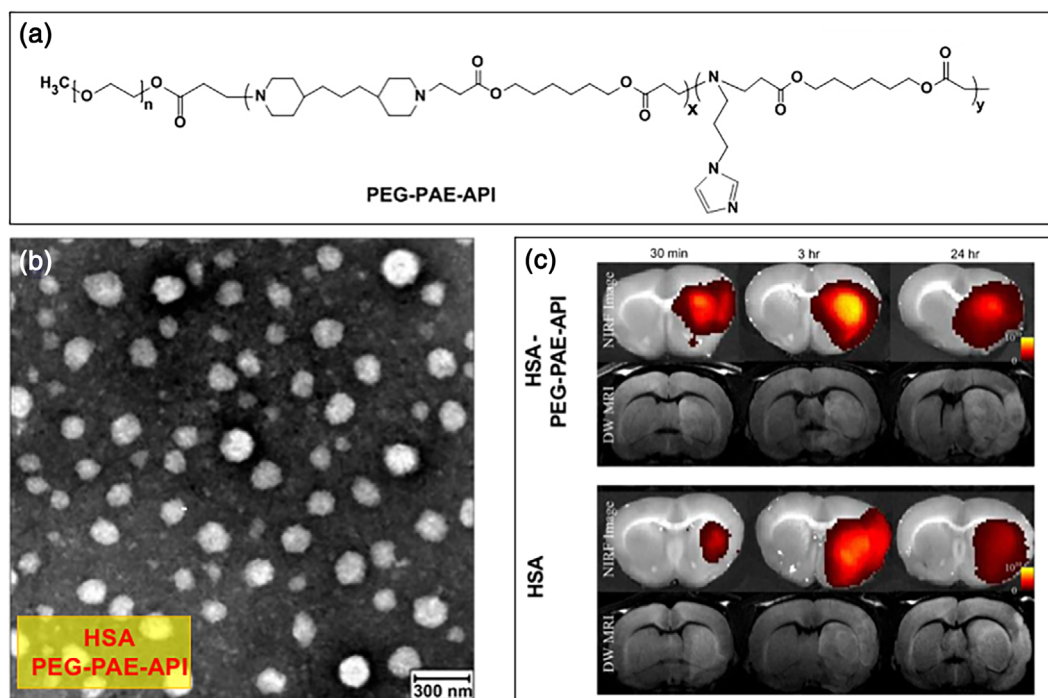 (a)
H₃C
O
n
O
O
N
N
O
O
O
O
x
N
O
O
O
O
y
N
N
PEG-PAE-API
(b)
HSA
PEG-PAE-API
300 nm
(c)
30 min
3 hr
24 hr
HSA -
PEG-PAE-API
NIRF Image
DW MRI
0
HSA
NIRF Image
DW MRI
0